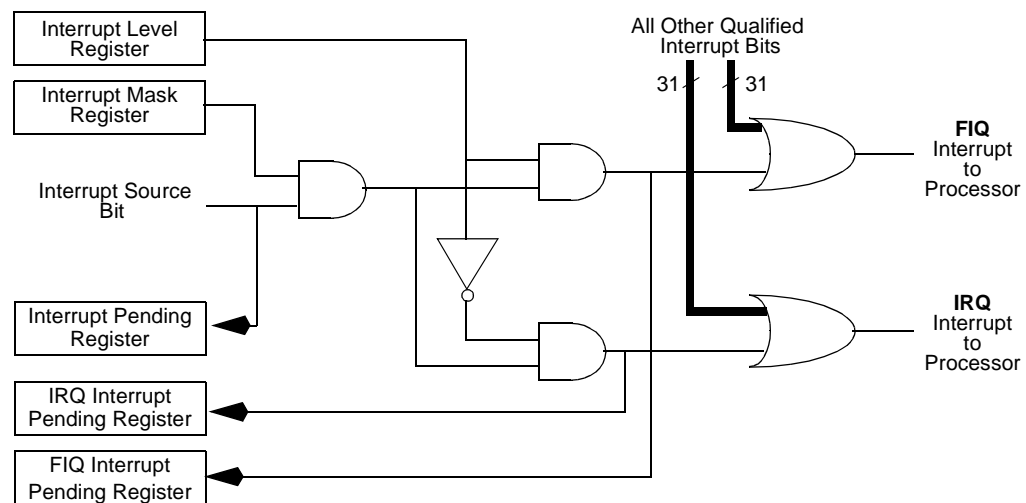 Interrupt Level
Register
All Other Qualified
Interrupt Bits
31
31
Interrupt Mask
Register
FIQ
Interrupt
to
Processor
Interrupt Source
Bit
IRQ
Interrupt
to
Processor
Interrupt Pending
Register
IRQ Interrupt
Pending Register
FIQ Interrupt
Pending Register